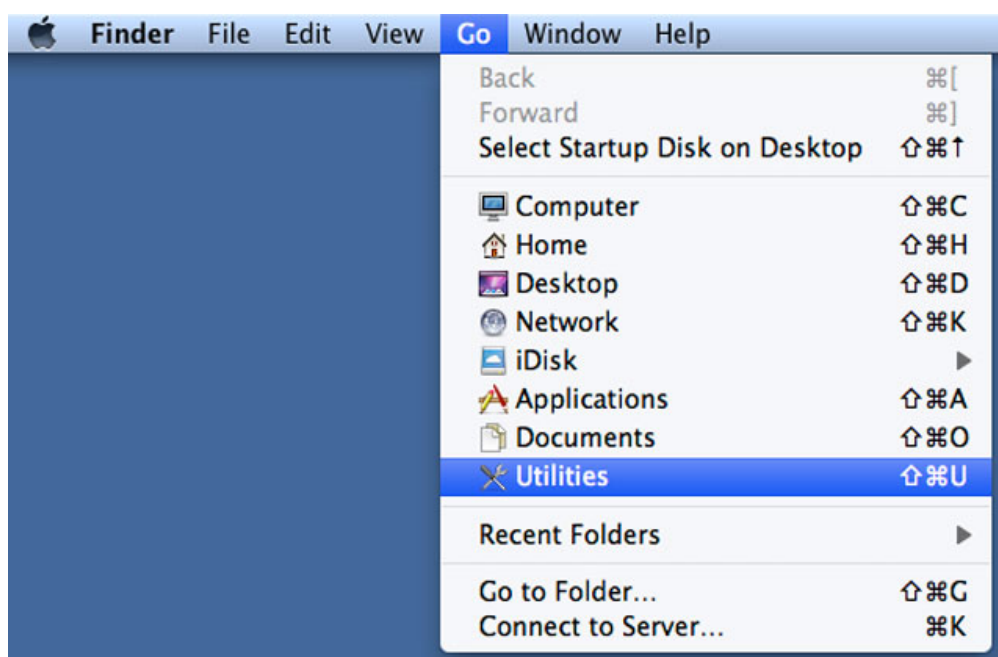 Finder File Edit View Go Window Help
Back ⌘[
Forward ⌘]
Select Startup Disk on Desktop ⇧⌘↑
Computer ⇧⌘C
Home ⇧⌘H
Desktop ⇧⌘D
Network ⇧⌘K
iDisk ▶
Applications ⇧⌘A
Documents ⇧⌘O
Utilities ⇧⌘U
Recent Folders ▶
Go to Folder... ⇧⌘G
Connect to Server... ⌘K